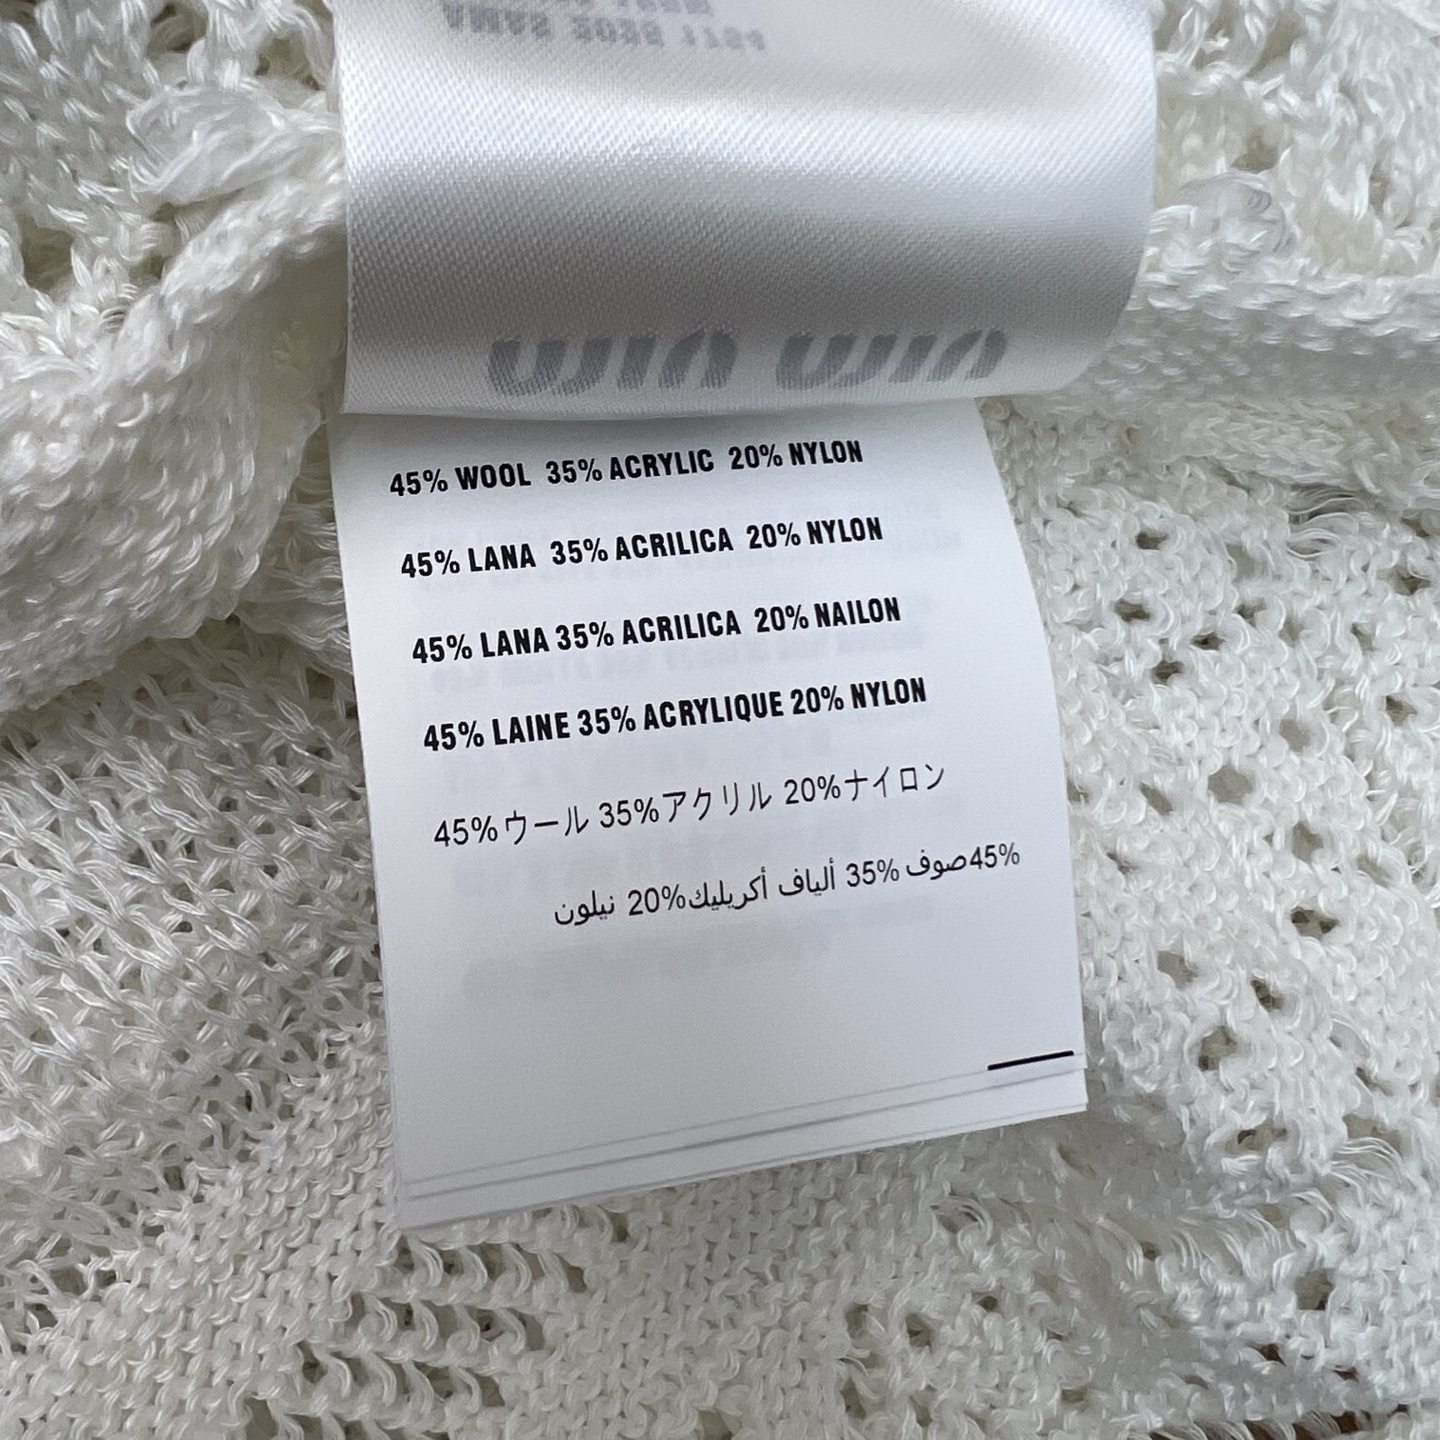 miu miu
45% WOOL 35% ACRYLIC 20% NYLON
45% LANA 35% ACRILICA 20% NYLON
45% LANA 35% ACRILICA 20% NAILON
45% LAINE 35% ACRYLIQUE 20% NYLON
45%ウール 35%アクリル 20%ナイロン
45%صوف 35% ألياف أكريليك20% نيلون